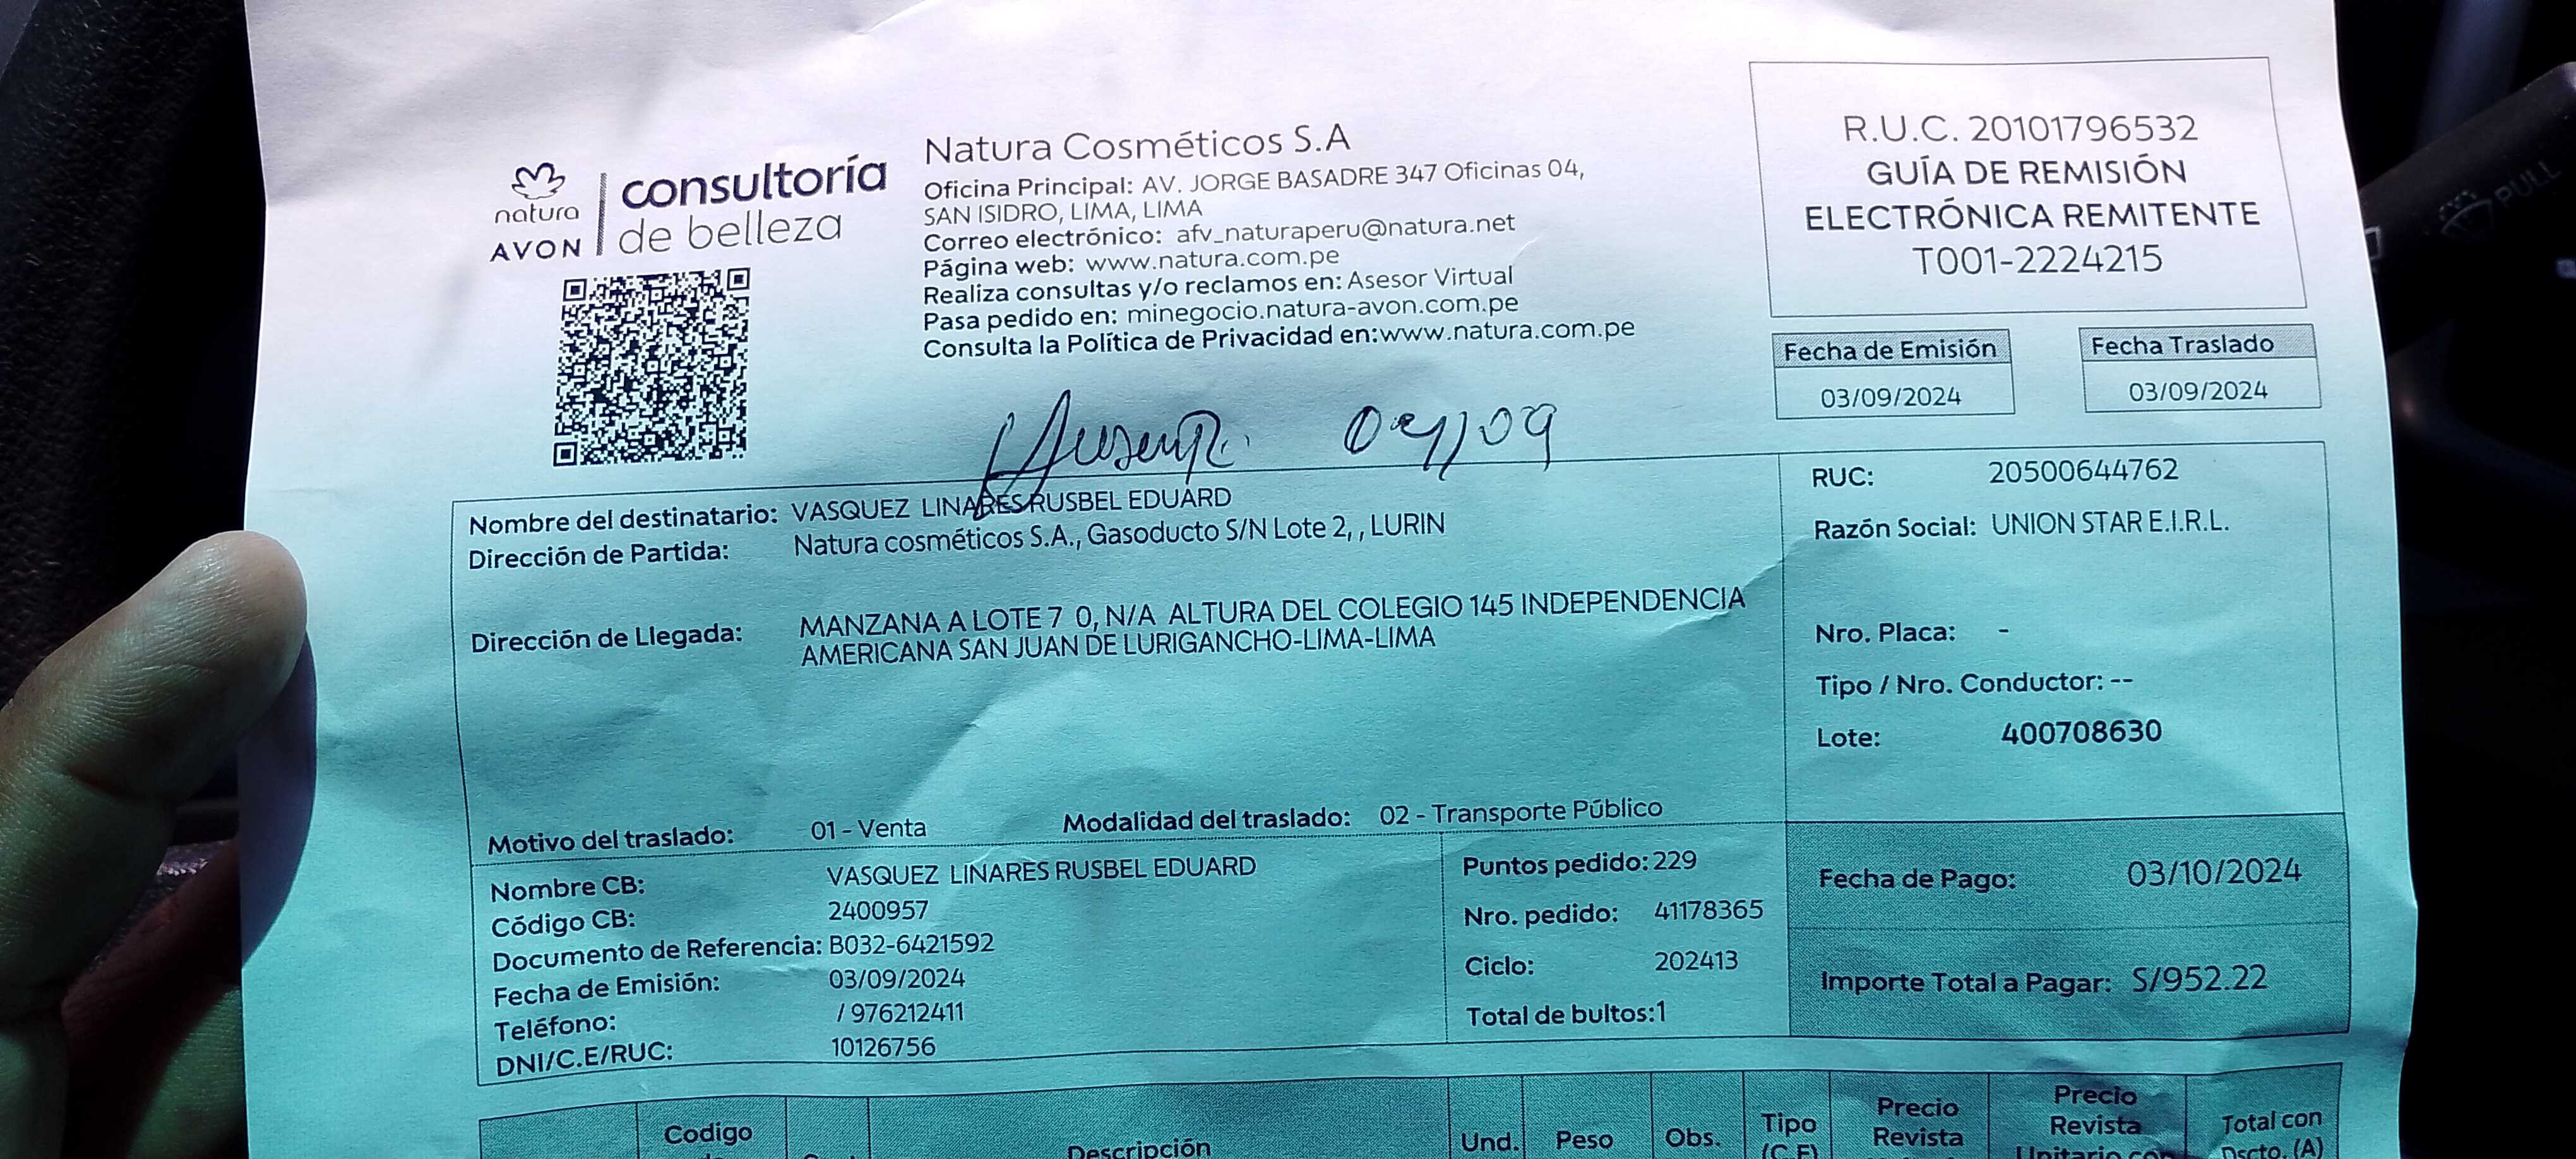 natura
AVON
consultoría
de belleza
Natura Cosméticos S.A
Oficina Principal: AV. JORGE BASADRE 347 Oficinas 04,
SAN ISIDRO, LIMA, LIMA
Correo electrónico: afv_naturaperu@natura.net
Página web: www.natura.com.pe
Realiza consultas y/o reclamos en: Asesor Virtual
Pasa pedido en: minegocio.natura-avon.com.pe
Consulta la Política de Privacidad en:www.natura.com.pe
R.U.C. 20101796532
GUÍA DE REMISIÓN
ELECTRÓNICA REMITENTE
T001-2224215
Fecha de Emisión
03/09/2024
Fecha Traslado
03/09/2024
Nombre del destinatario: VASQUEZ LINARES RUSBEL EDUARD
Dirección de Partida: Natura cosméticos S.A., Gasoducto S/N Lote 2, , LURIN
Dirección de Llegada: MANZANA A LOTE 7 0, N/A ALTURA DEL COLEGIO 145 INDEPENDENCIA
AMERICANA SAN JUAN DE LURIGANCHO-LIMA-LIMA
Motivo del traslado: 01 - Venta Modalidad del traslado: 02 - Transporte Público
RUC: 20500644762
Razón Social: UNION STAR E.I.R.L.
Nro. Placa: -
Tipo / Nro. Conductor: --
Lote: 400708630
Nombre CB: VASQUEZ LINARES RUSBEL EDUARD
Código CB: 2400957
Documento de Referencia: B032-6421592
Fecha de Emisión: 03/09/2024
Teléfono: / 976212411
DNI/C.E/RUC: 10126756
Puntos pedido: 229
Nro. pedido: 41178365
Ciclo: 202413
Total de bultos:1
Fecha de Pago: 03/10/2024
Importe Total a Pagar: S/952.22
Codigo
Descripción
Und.
Peso
Obs.
Tipo
(C.F)
Precio
Revista
Precio
Revista
Unitario con
Total con
Dscto. (A)
PULL